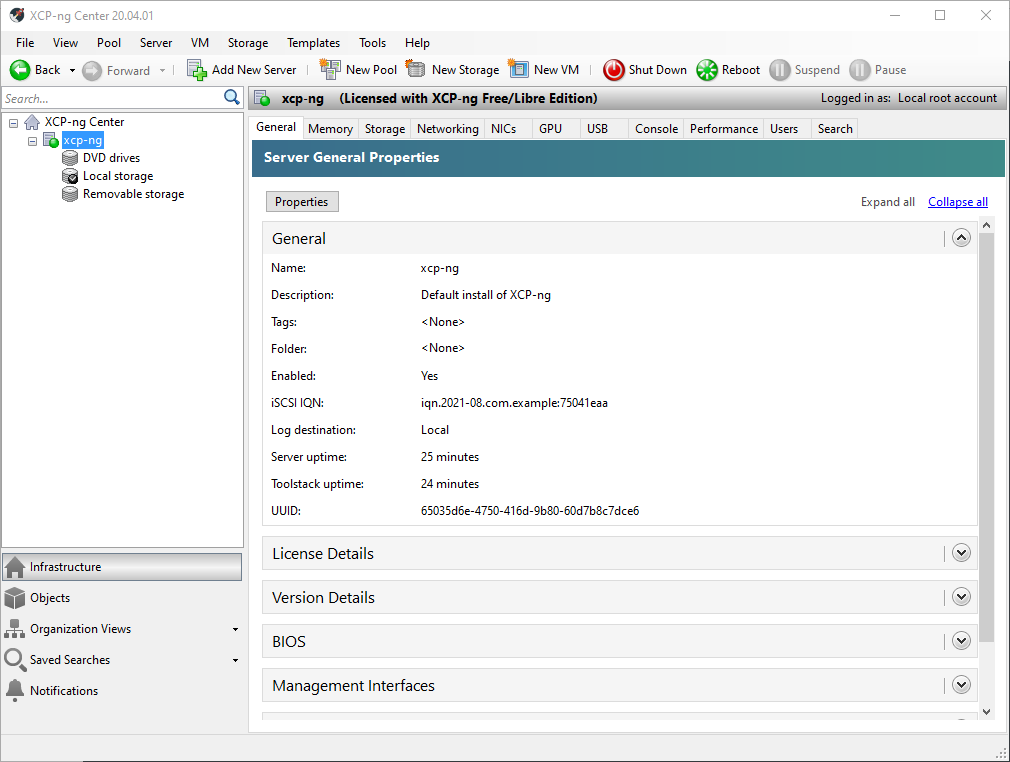 XCP-ng Center 20.04.01
File View Pool Server VM Storage Templates Tools Help
Back Forward Add New Server New Pool New Storage New VM Shut Down Reboot Suspend Pause
Search...
xcp-ng (Licensed with XCP-ng Free/Libre Edition) Logged in as: Local root account
XCP-ng Center
xcp-ng
DVD drives
Local storage
Removable storage
Infrastructure
Objects
Organization Views
Saved Searches
Notifications
General Memory Storage Networking NICs GPU USB Console Performance Users Search
Server General Properties
Properties Expand all Collapse all
General
Name: xcp-ng
Description: Default install of XCP-ng
Tags: <None>
Folder: <None>
Enabled: Yes
iSCSI IQN: iqn.2021-08.com.example:75041eaa
Log destination: Local
Server uptime: 25 minutes
Toolstack uptime: 24 minutes
UUID: 65035d6e-4750-416d-9b80-60d7b8c7dce6
License Details
Version Details
BIOS
Management Interfaces